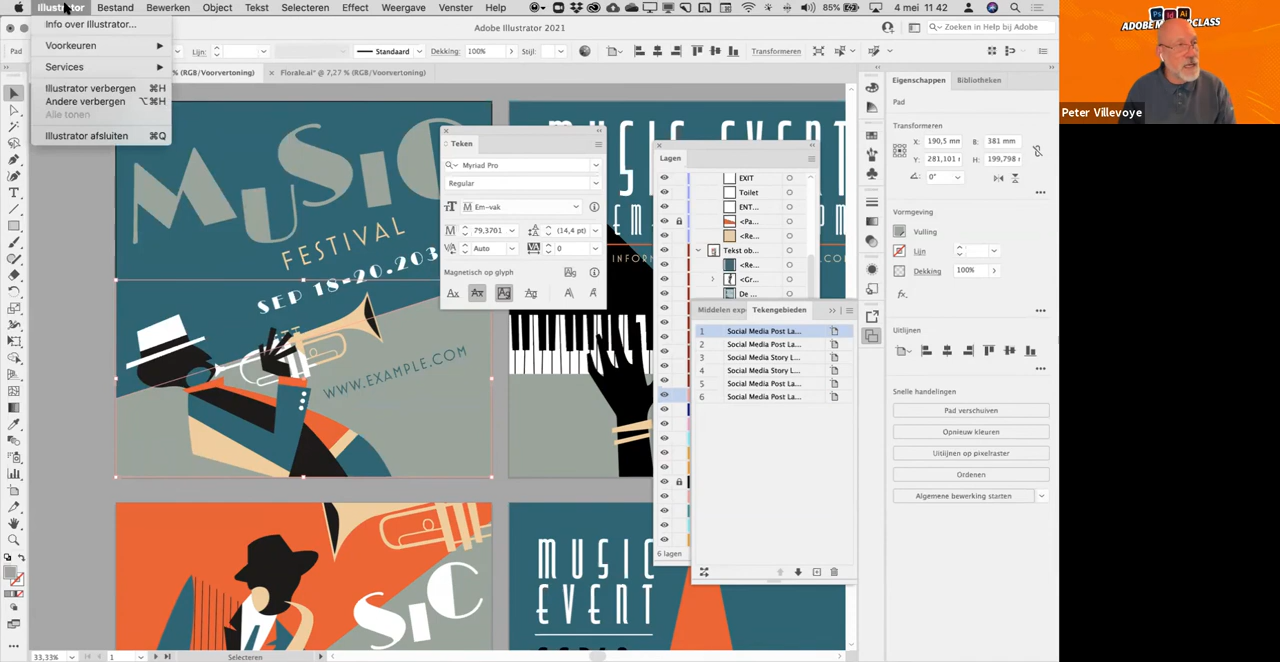 Illustrator Bestand Bewerken Object Tekst Selecteren Effect Weergave Venster Help 85% 4 mei 11 42
Info over Illustrator...
Voorkeuren
Services
Illustrator verbergen ⌘H
Andere verbergen ⌥⌘H
Alle tonen
Illustrator afsluiten ⌘Q
Adobe Illustrator 2021
Zoeken in Help bij Adobe
Pad
Lijn:
Standaard
Dekking: 100%
Stijl:
Transformeren
% (RGB/Voorvertoning)
× Florale.ai* @ 7,27 % (RGB/Voorvertoning)
MUSIC
FESTIVAL
SEP 18-20.203
WWW.EXAMPLE.COM
MUSIC EVENT
Teken
Myriad Pro
Regular
Em-vak
79,3701
(14,4 pt)
Auto
0
Magnetisch op glyph
Lagen
EXIT
Toilet
ENT...
<Pa...
<Re...
Tekst ob...
<Re...
<Gr...
De ...
6 lagen
Middelen exp
Tekengebieden
1 Social Media Post La...
2 Social Media Post La...
3 Social Media Story L...
4 Social Media Story L...
5 Social Media Post La...
6 Social Media Post La...
Eigenschappen
Bibliotheken
Pad
Transformeren
X: 190,5 mm
B: 381 mm
Y: 281,101
H: 199,798
0°
Vormgeving
Vulling
Lijn
Dekking 100%
fx.
Uitlijnen
Snelle handelingen
Pad verschuiven
Opnieuw kleuren
Uitlijnen op pixelraster
Ordenen
Algemene bewerking starten
SIC
MUSIC
EVENT
33,33%
1
Selecteren
Ps Id Ai
ADOBE MASTERCLASS
Peter Villevoye